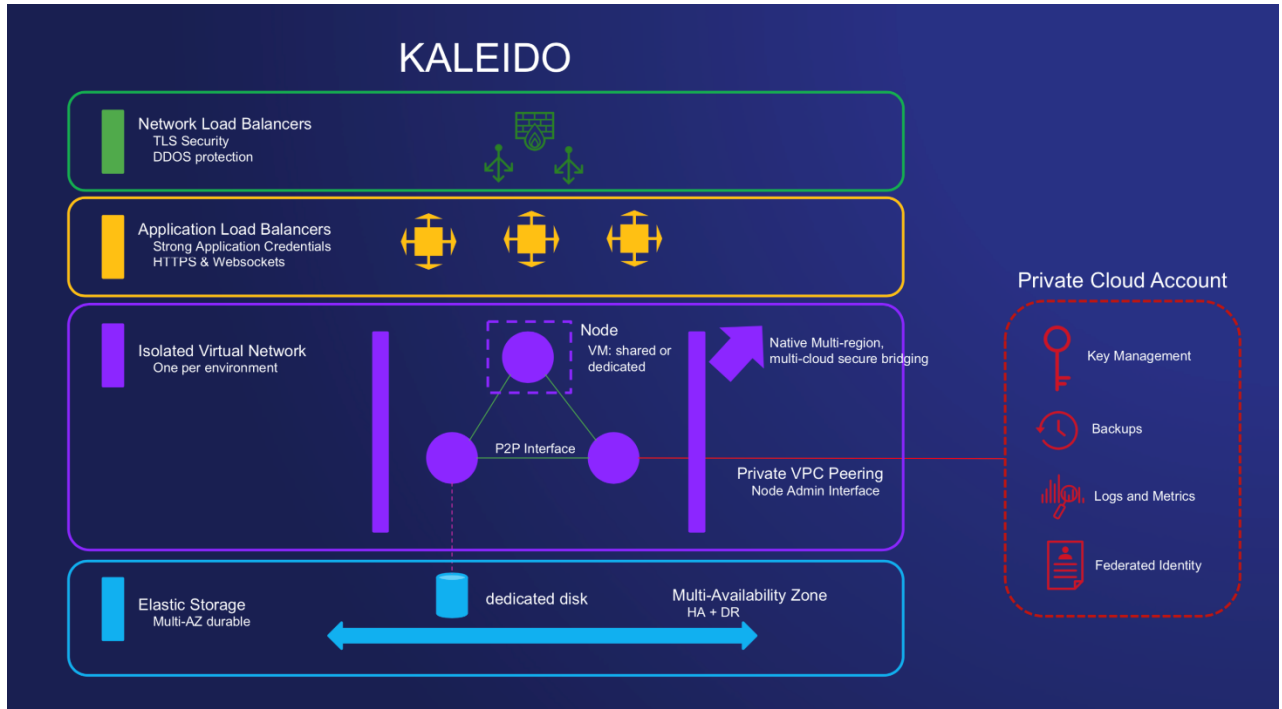 KALEIDO
Network Load Balancers
TLS Security
DDOS protection
Application Load Balancers
Strong Application Credentials
HTTPS & Websockets
Isolated Virtual Network
One per environment
Node
VM: shared or
dedicated
P2P Interface
Native Multi-region,
multi-cloud secure bridging
Private VPC Peering
Node Admin Interface
Elastic Storage
Multi-AZ durable
dedicated disk
Multi-Availability Zone
HA + DR
Private Cloud Account
Key Management
Backups
Logs and Metrics
Federated Identity